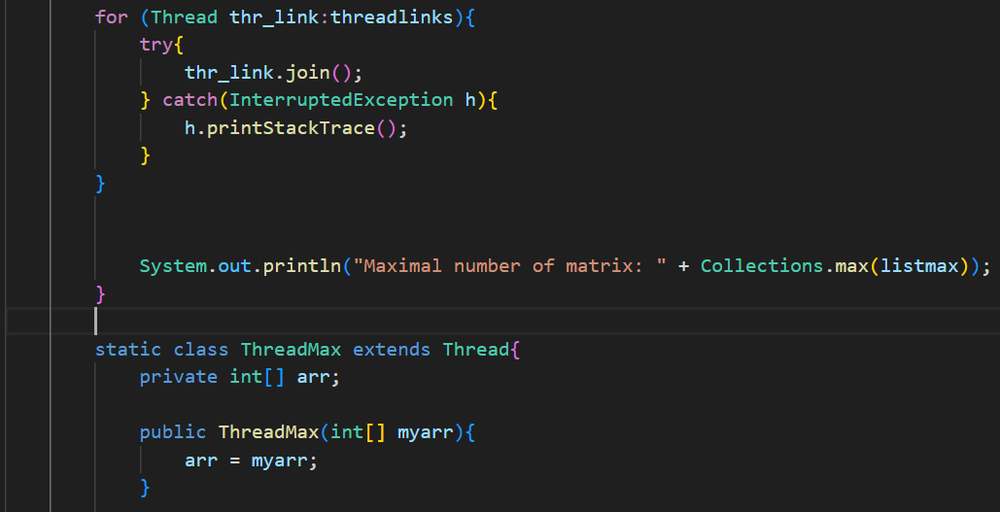 for (Thread thr_link:threadlinks){
try{
thr_link.join();
} catch(InterruptedException h){
h.printStackTrace();
}
}
System.out.println("Maximal number of matrix: " + Collections.max(listmax));
}
static class ThreadMax extends Thread{
private int[] arr;
public ThreadMax(int[] myarr){
arr = myarr;
}